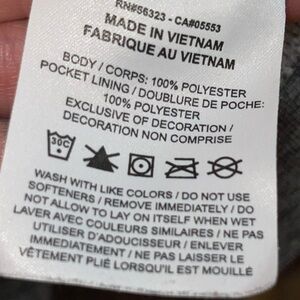 RN#56323 - CA#05553
MADE IN VIETNAM
FABRIQUE AU VIETNAM
BODY / CORPS: 100% POLYESTER
POCKET LINING / DOUBLURE DE POCHE:
100% POLYESTER
EXCLUSIVE OF DECORATION /
DECORATION NON COMPRISE
30C
WASH WITH LIKE COLORS / DO NOT USE
SOFTENERS / REMOVE IMMEDIATELY / DO
NOT ALLOW TO LAY ON ITSELF WHEN WET
LAVER AVEC COULEURS SIMILAIRES / NE PAS
UTILISER D'ADOUCISSEUR / ENLEVER
IMMÉDIATEMENT / NE PAS LAISSER LE
VÊTEMENT PLIÉ LORSQU'IL EST MOUILLÉ